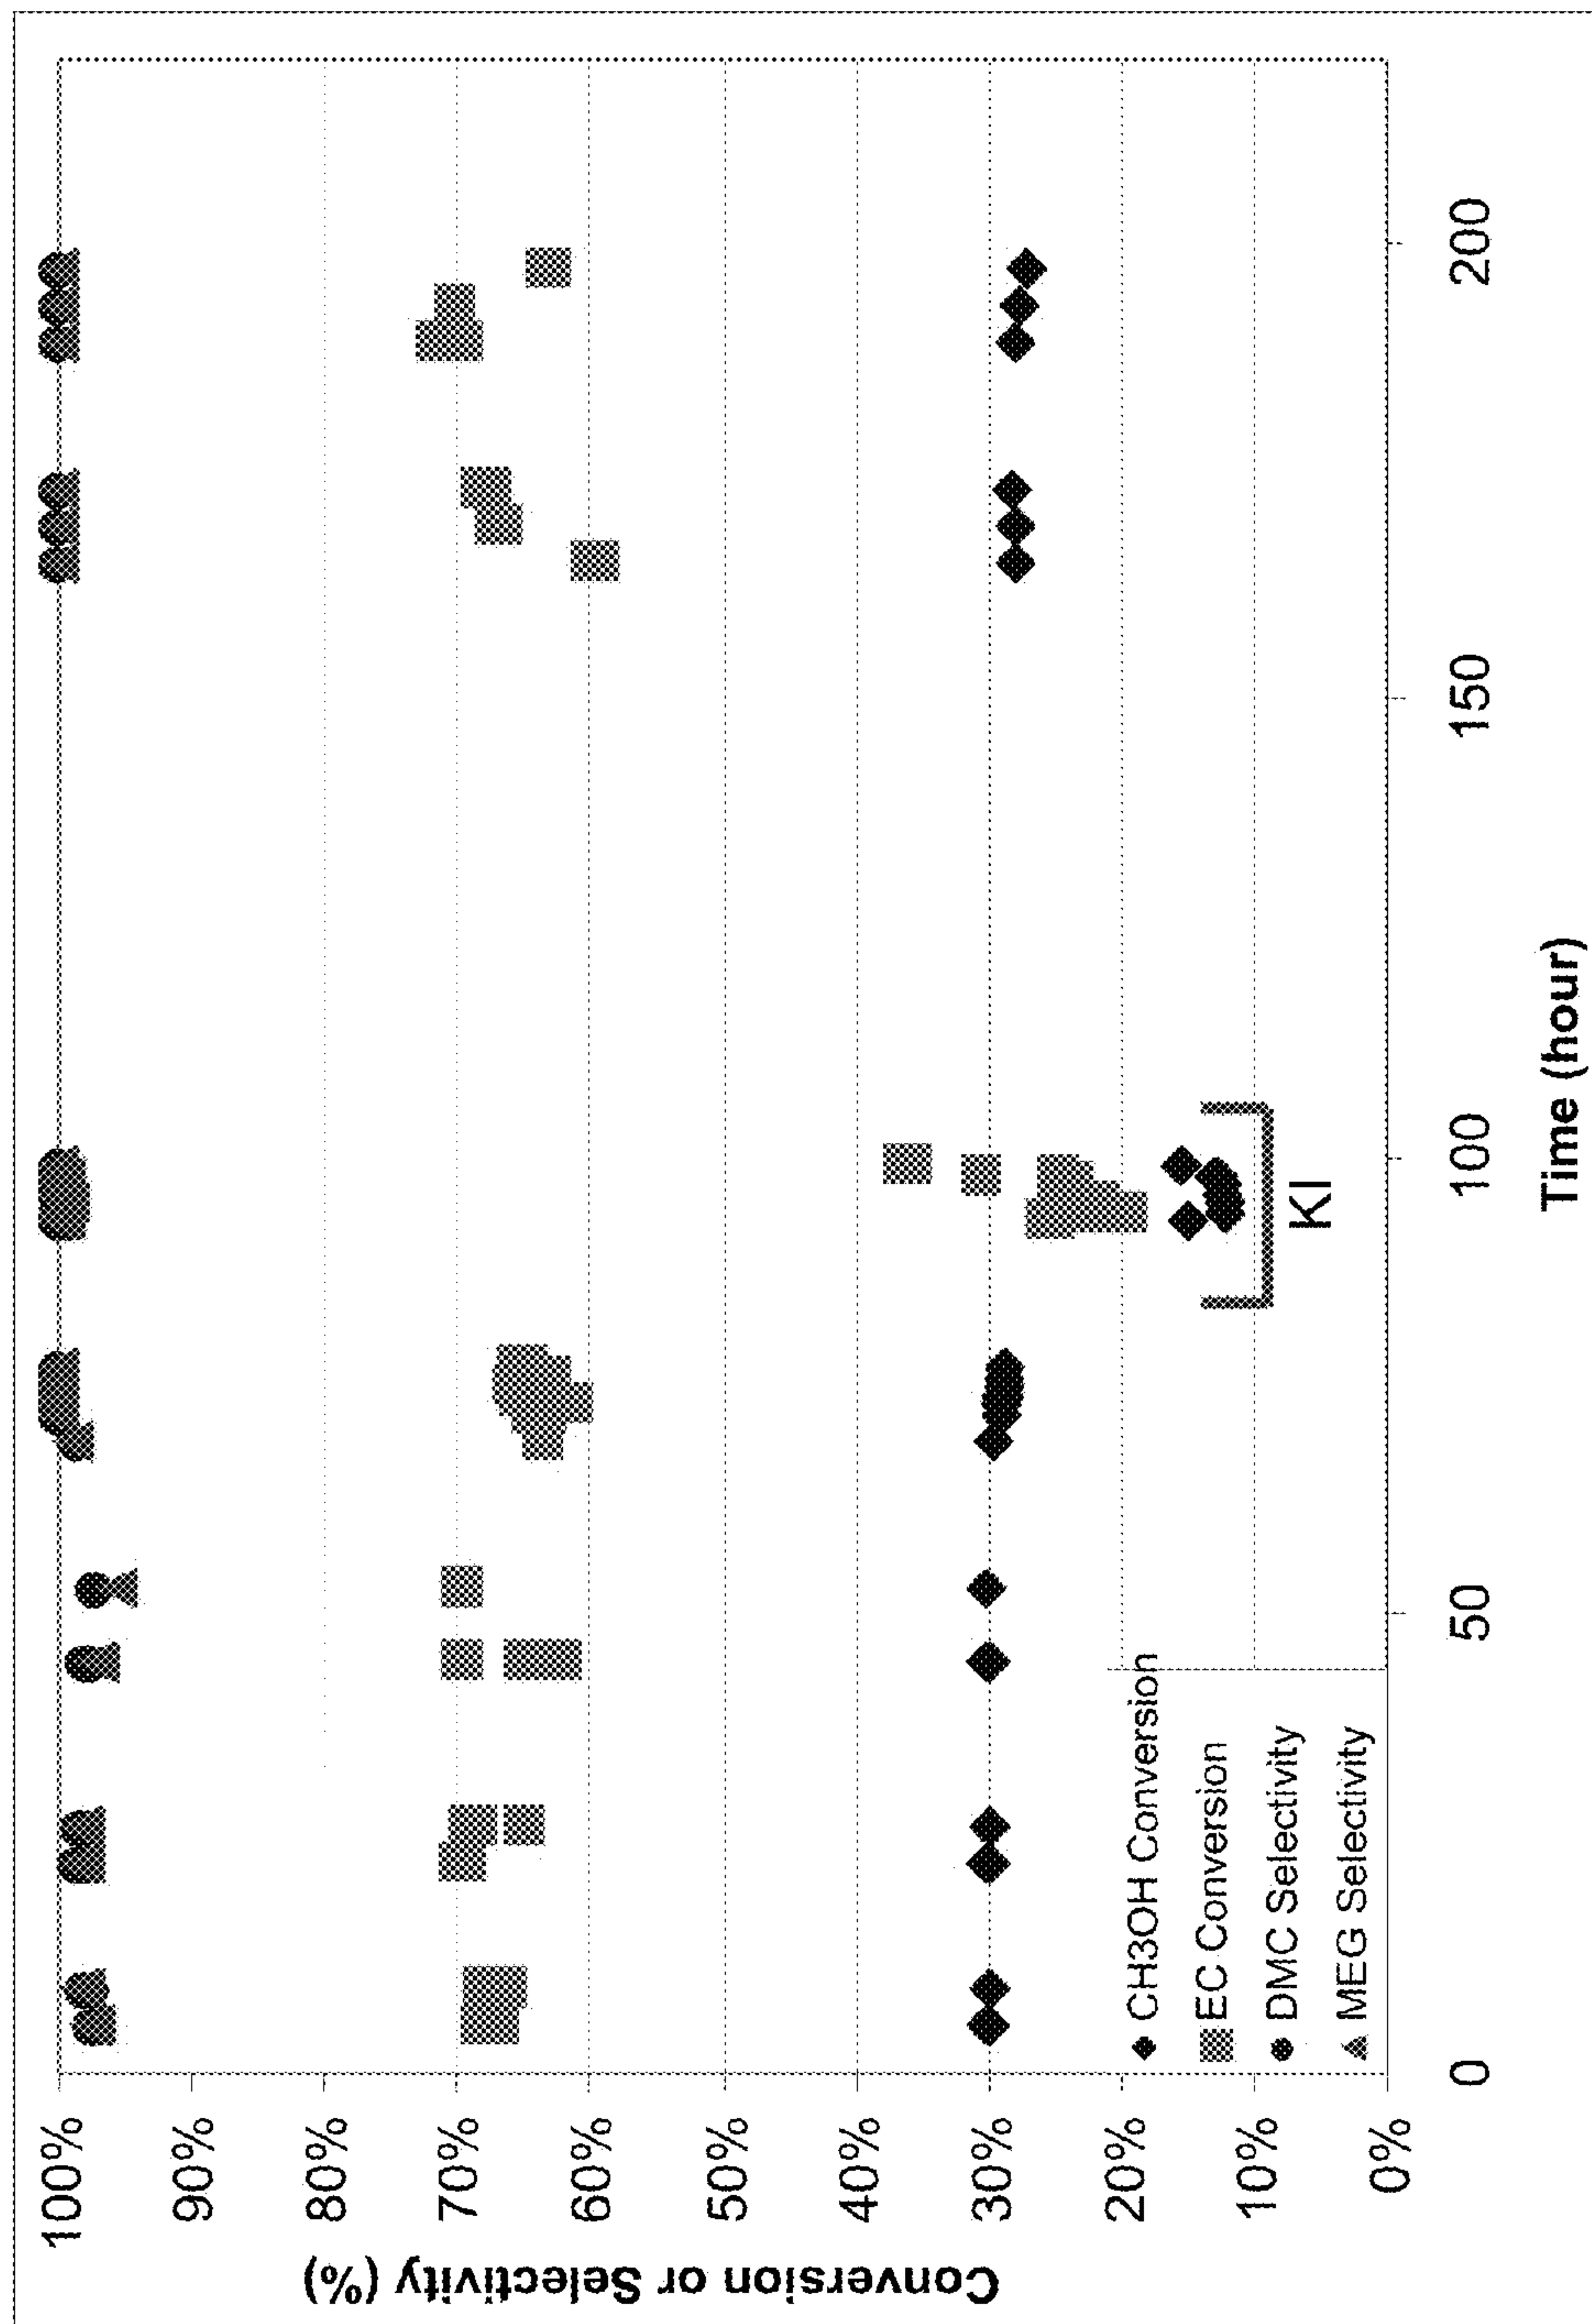 Conversion or Selectivity (%)
100%
90%
80%
70%
60%
50%
40%
30%
20%
10%
0%
CH3OH Conversion
EC Conversion
DMC Selectivity
MEG Selectivity
KI
0
50
100
150
200
Time (hour)